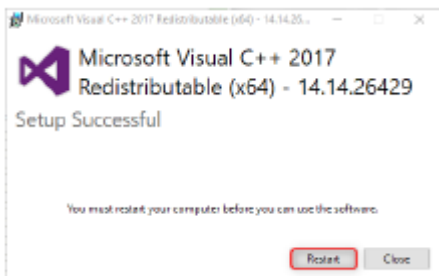 Microsoft Visual C++ 2017 Redistributable (x64) - 14.14.26...
Microsoft Visual C++ 2017
Redistributable (x64) - 14.14.26429
Setup Successful
You must restart your computer before you can use the software.
Restart
Close